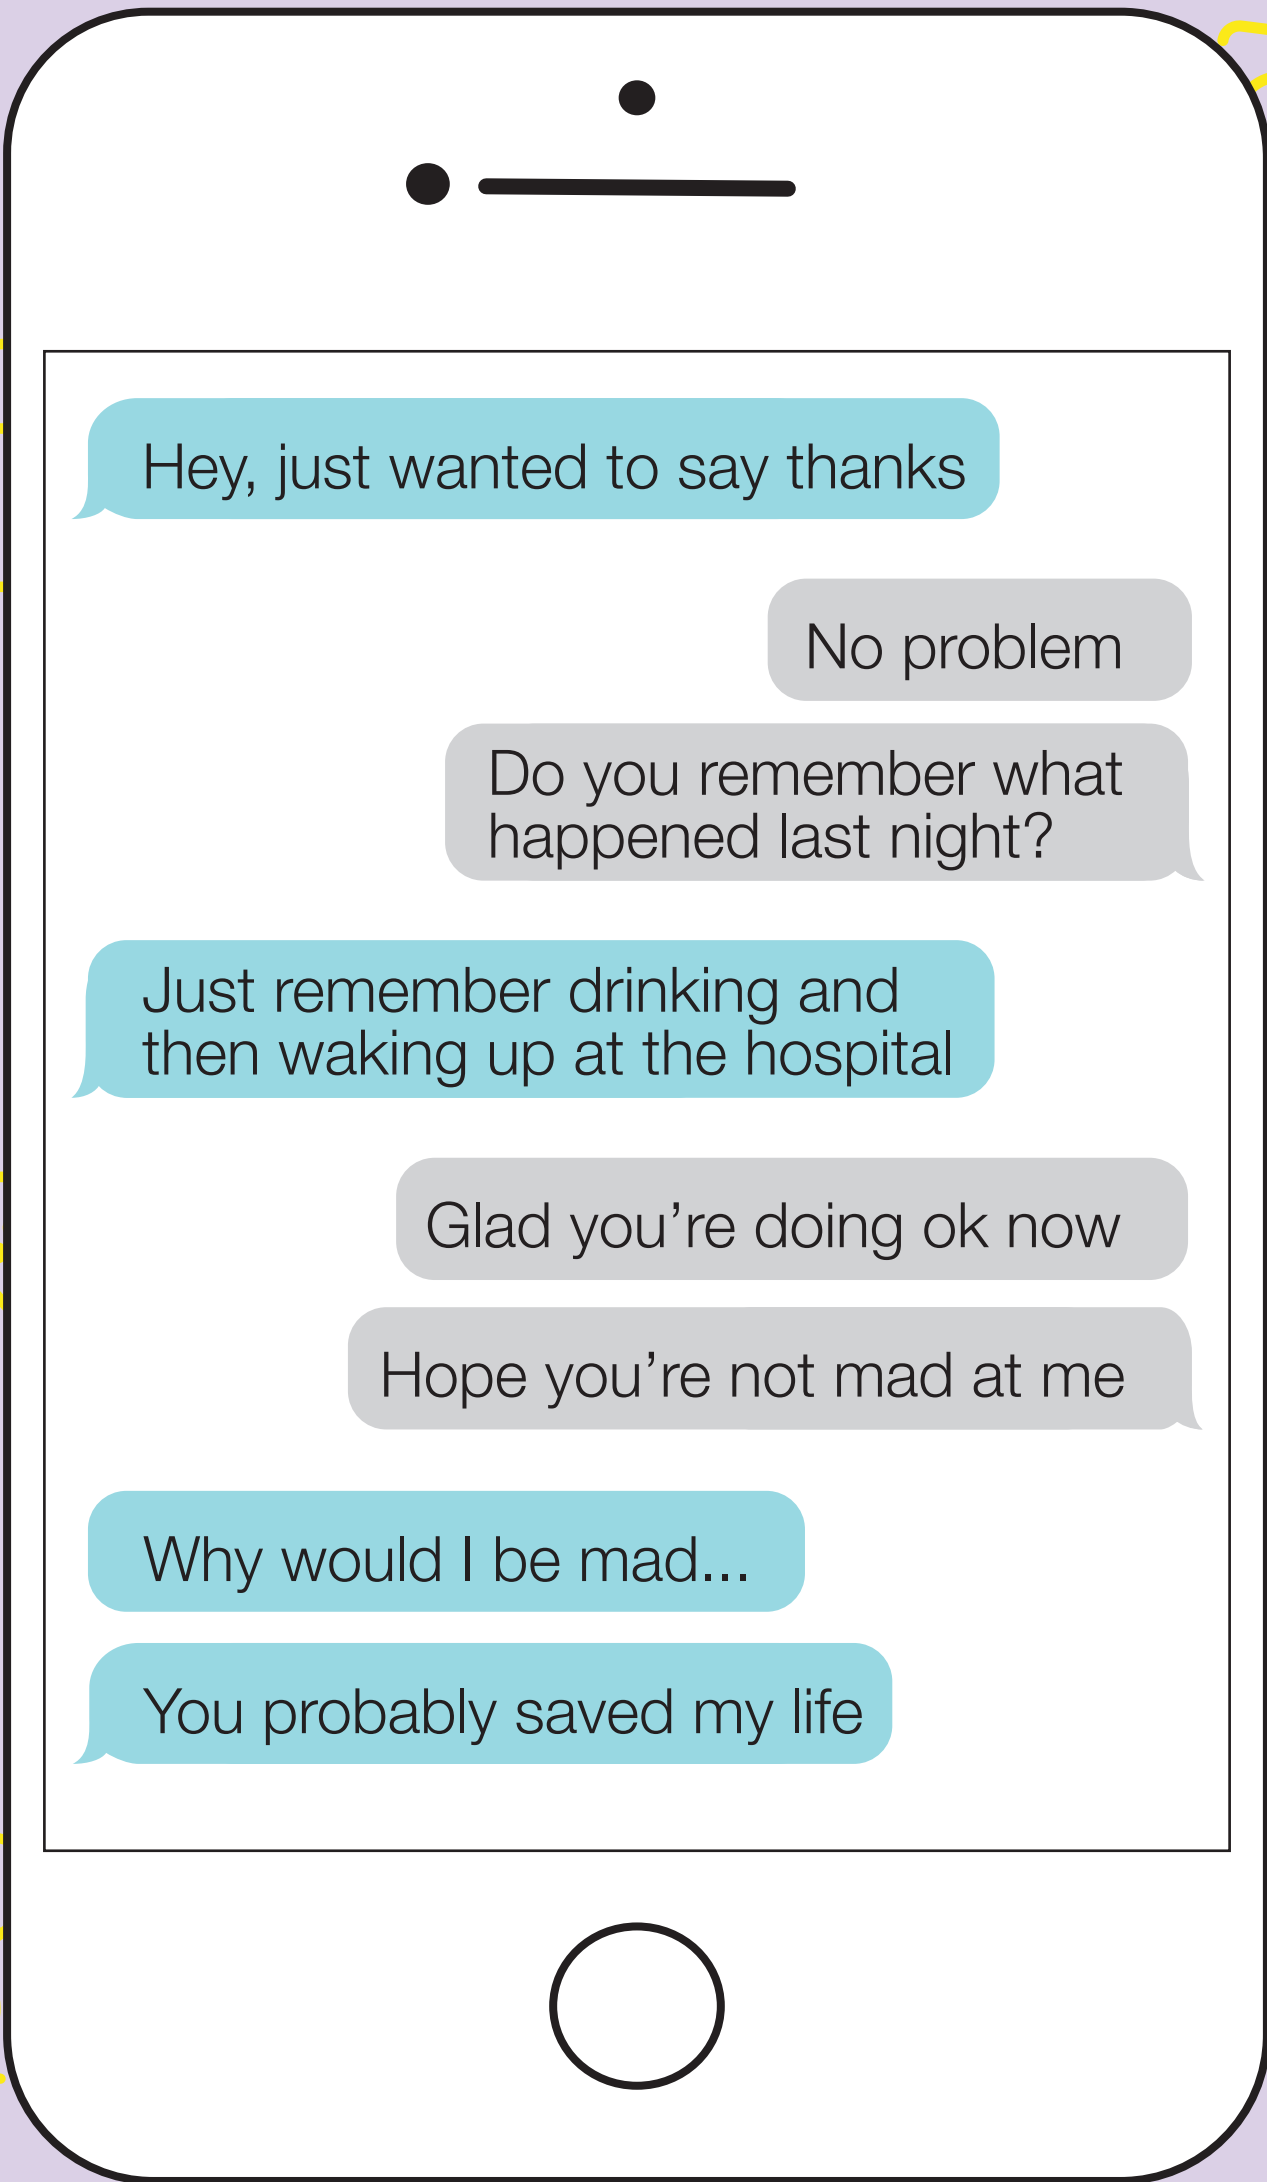 Hey, just wanted to say thanks
No problem
Do you remember what
happened last night?
Just remember drinking and
then waking up at the hospital
Glad you’re doing ok now
Hope you’re not mad at me
Why would I be mad...
You probably saved my life